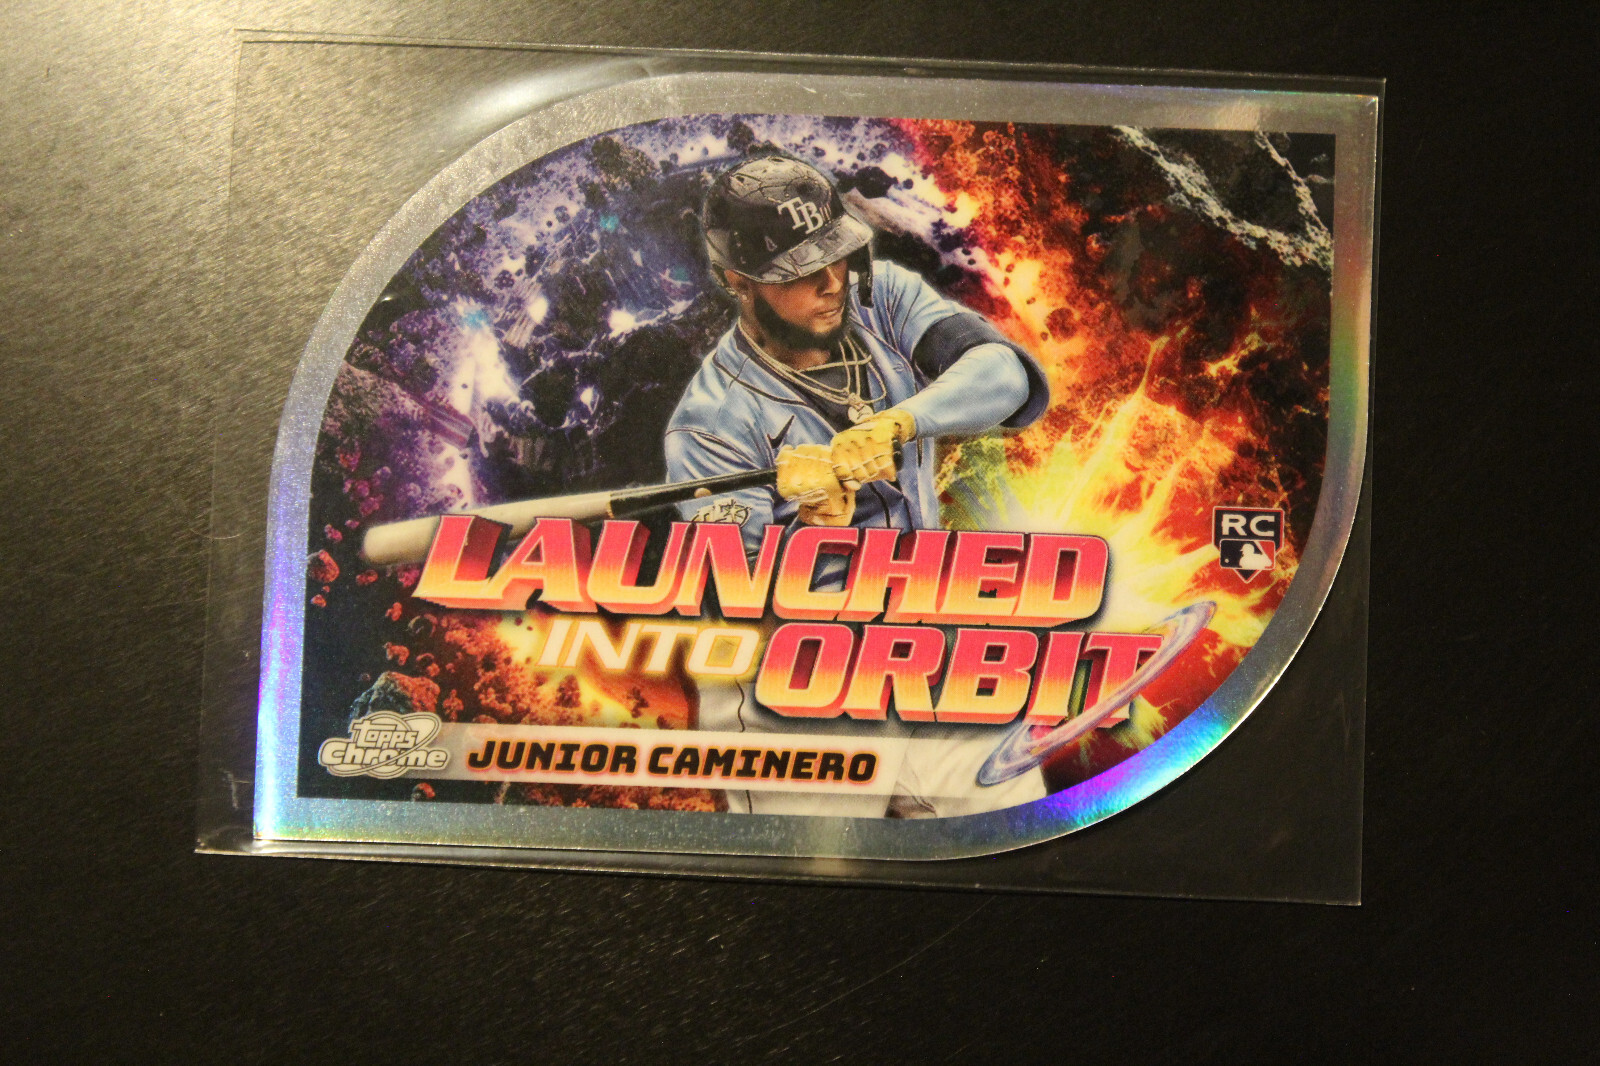 TB
LAUNCHED
INTO ORBIT
RC
Topps
Chrome
JUNIOR CAMINERO